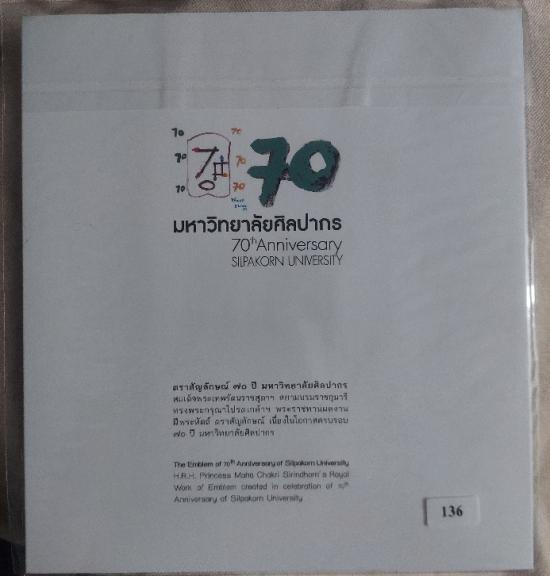 70 70
70 70
70 70
70
มหาวิทยาลัยศิลปากร
70th Anniversary
SILPAKORN UNIVERSITY
ตราสัญลักษณ์ ๗๐ ปี มหาวิทยาลัยศิลปากร
สมเด็จพระเทพรัตนราชสุดาฯ สยามบรมราชกุมารี
ทรงพระกรุณาโปรดเกล้าฯ พระราชทานผลงาน
ฝีพระหัตถ์ ตราสัญลักษณ์ เนื่องในโอกาสครบรอบ
๗๐ ปี มหาวิทยาลัยศิลปากร
The Emblem of 70th Anniversary of Silpakorn University
H.R.H. Princess Maha Chakri Sirindhorn's Royal
Work of Emblem created in celebration of 70th
Anniversary of Silpakorn University
136